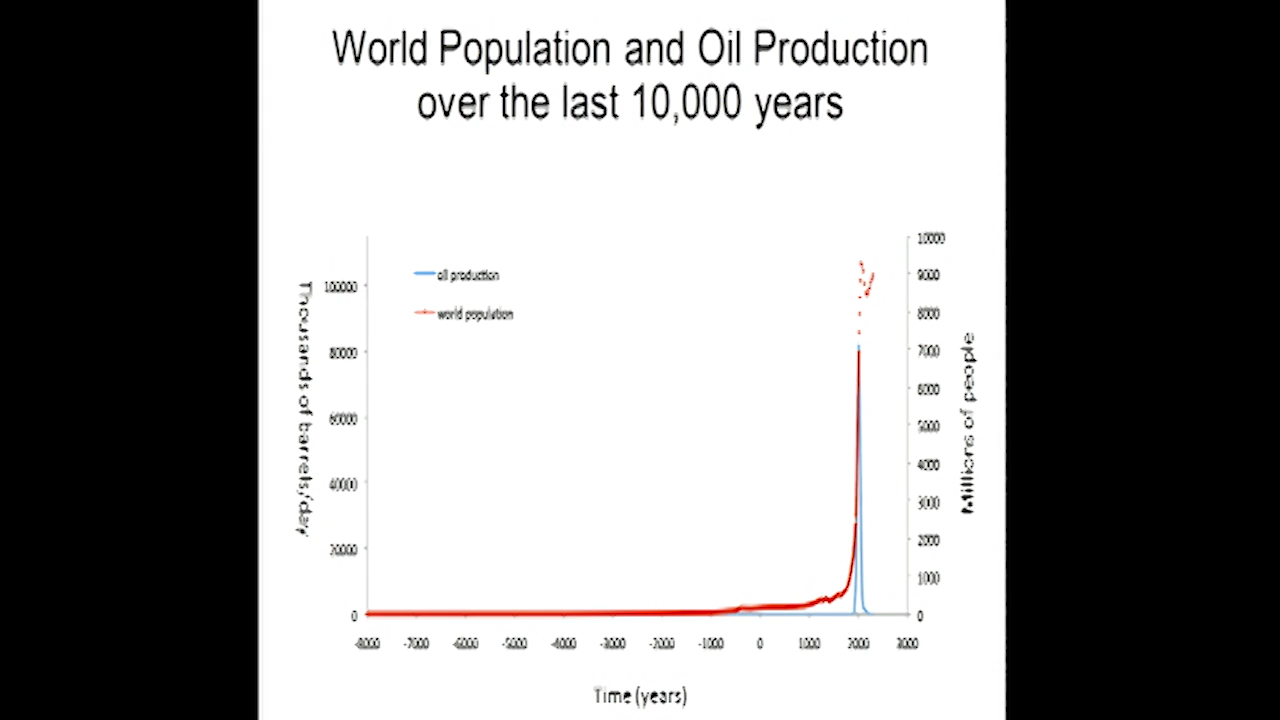 World Population and Oil Production
over the last 10,000 years
oil production
world population
Thousands of barrels/day
100000
80000
60000
40000
20000
0
10000
9000
8000
7000
6000
5000
4000
3000
2000
1000
0
Millions of people
-8000 -7000 -6000 -5000 -4000 -3000 -2000 -1000 0 1000 2000 3000
Time (years)